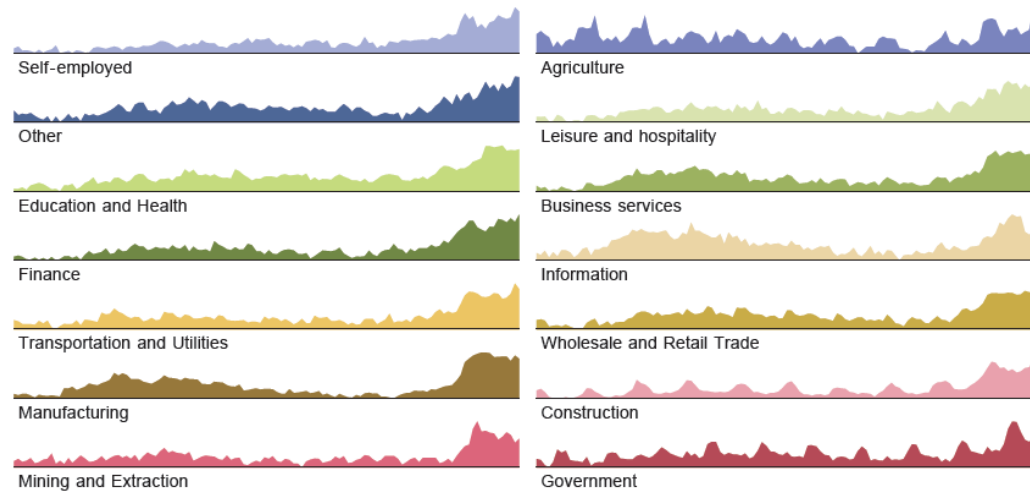 Self-employed
Agriculture
Other
Leisure and hospitality
Education and Health
Business services
Finance
Information
Transportation and Utilities
Wholesale and Retail Trade
Manufacturing
Construction
Mining and Extraction
Government